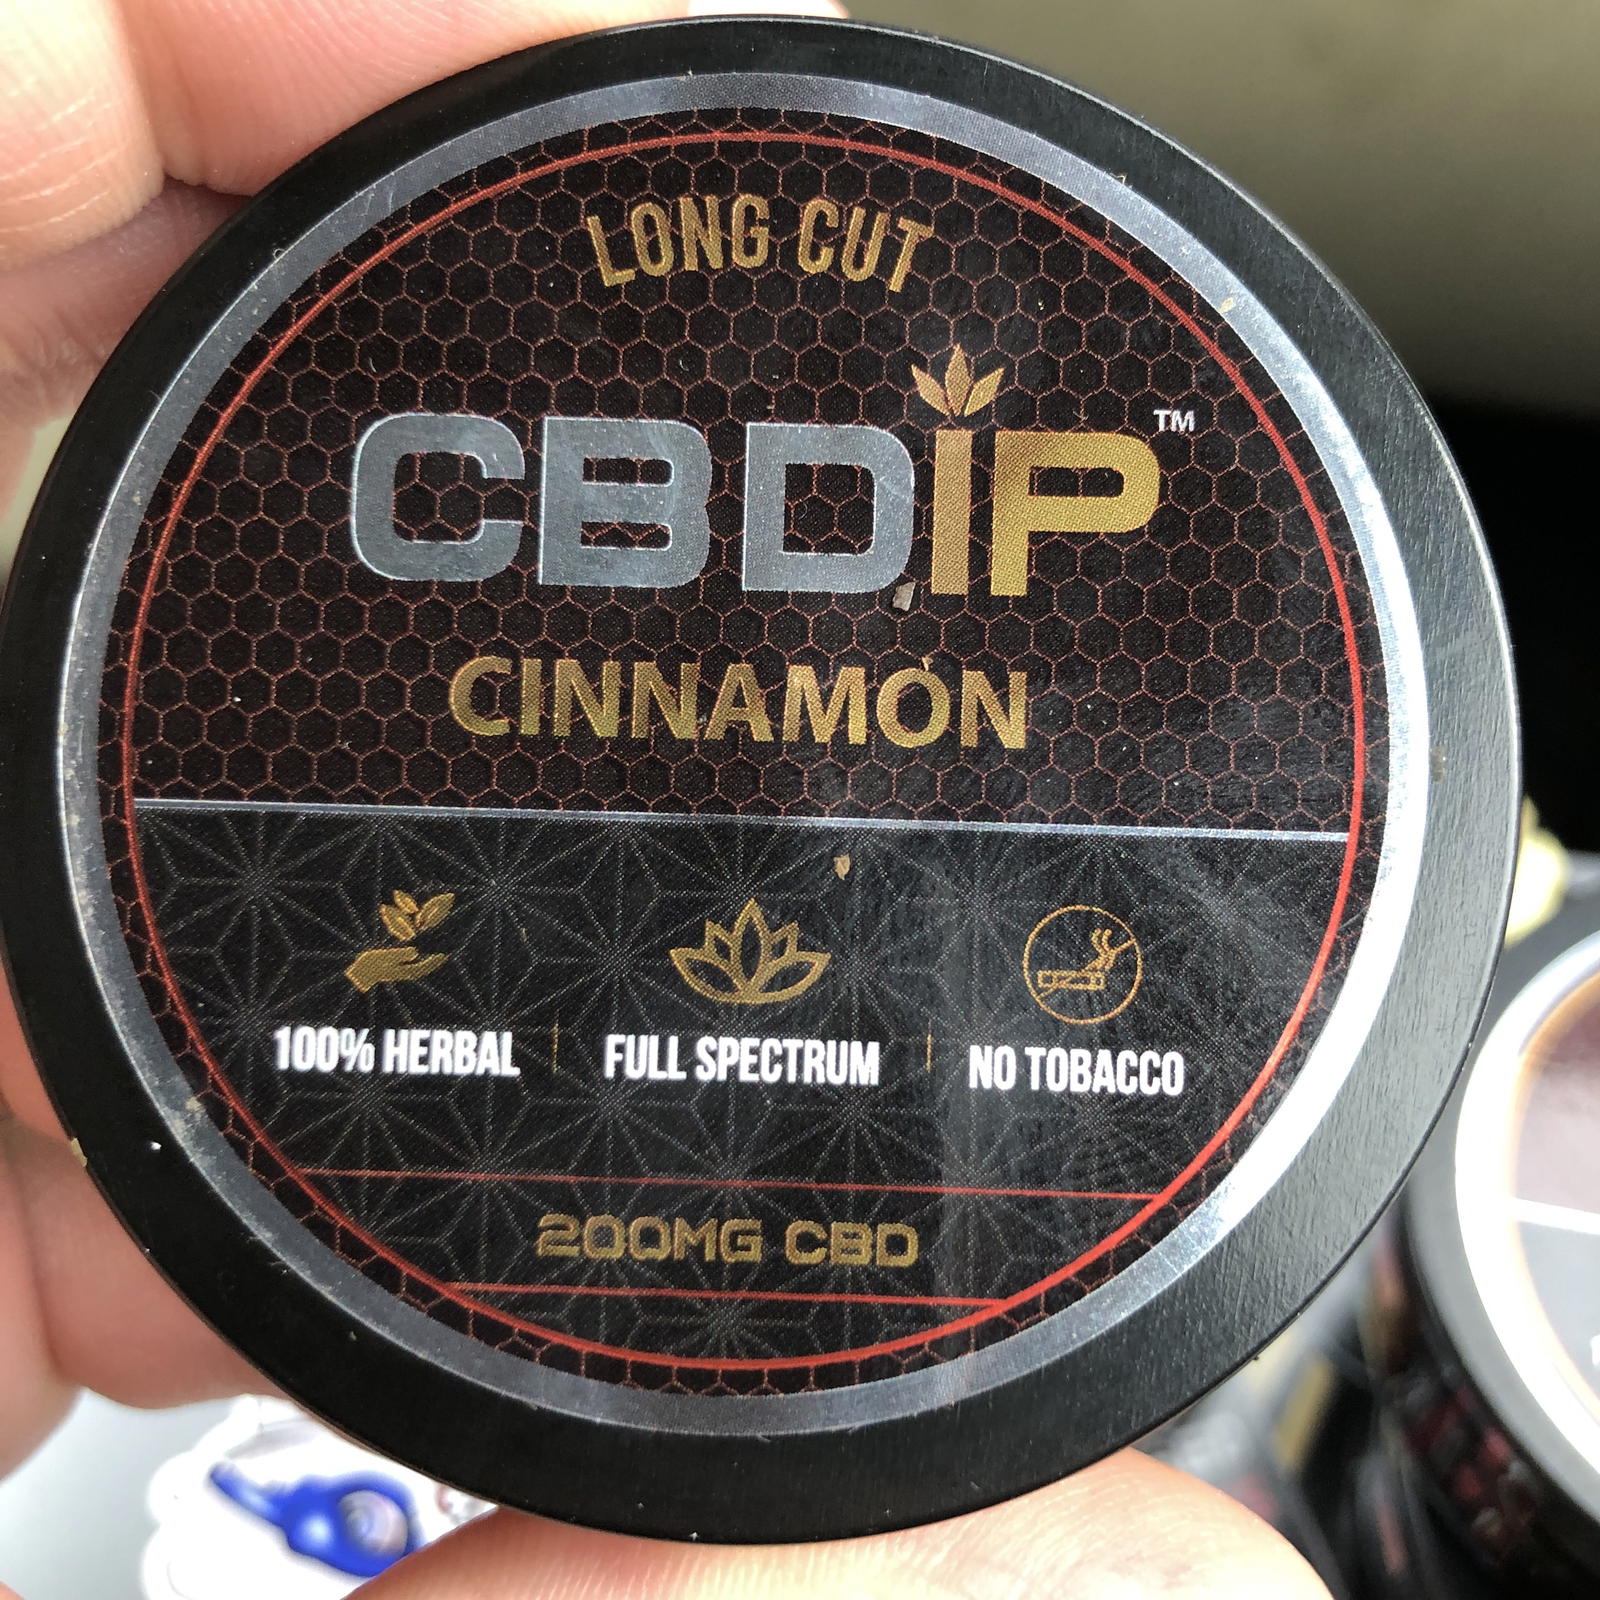 LONG CUT
CBDIP™
CINNAMON
100% HERBAL | FULL SPECTRUM | NO TOBACCO
200MG CBD